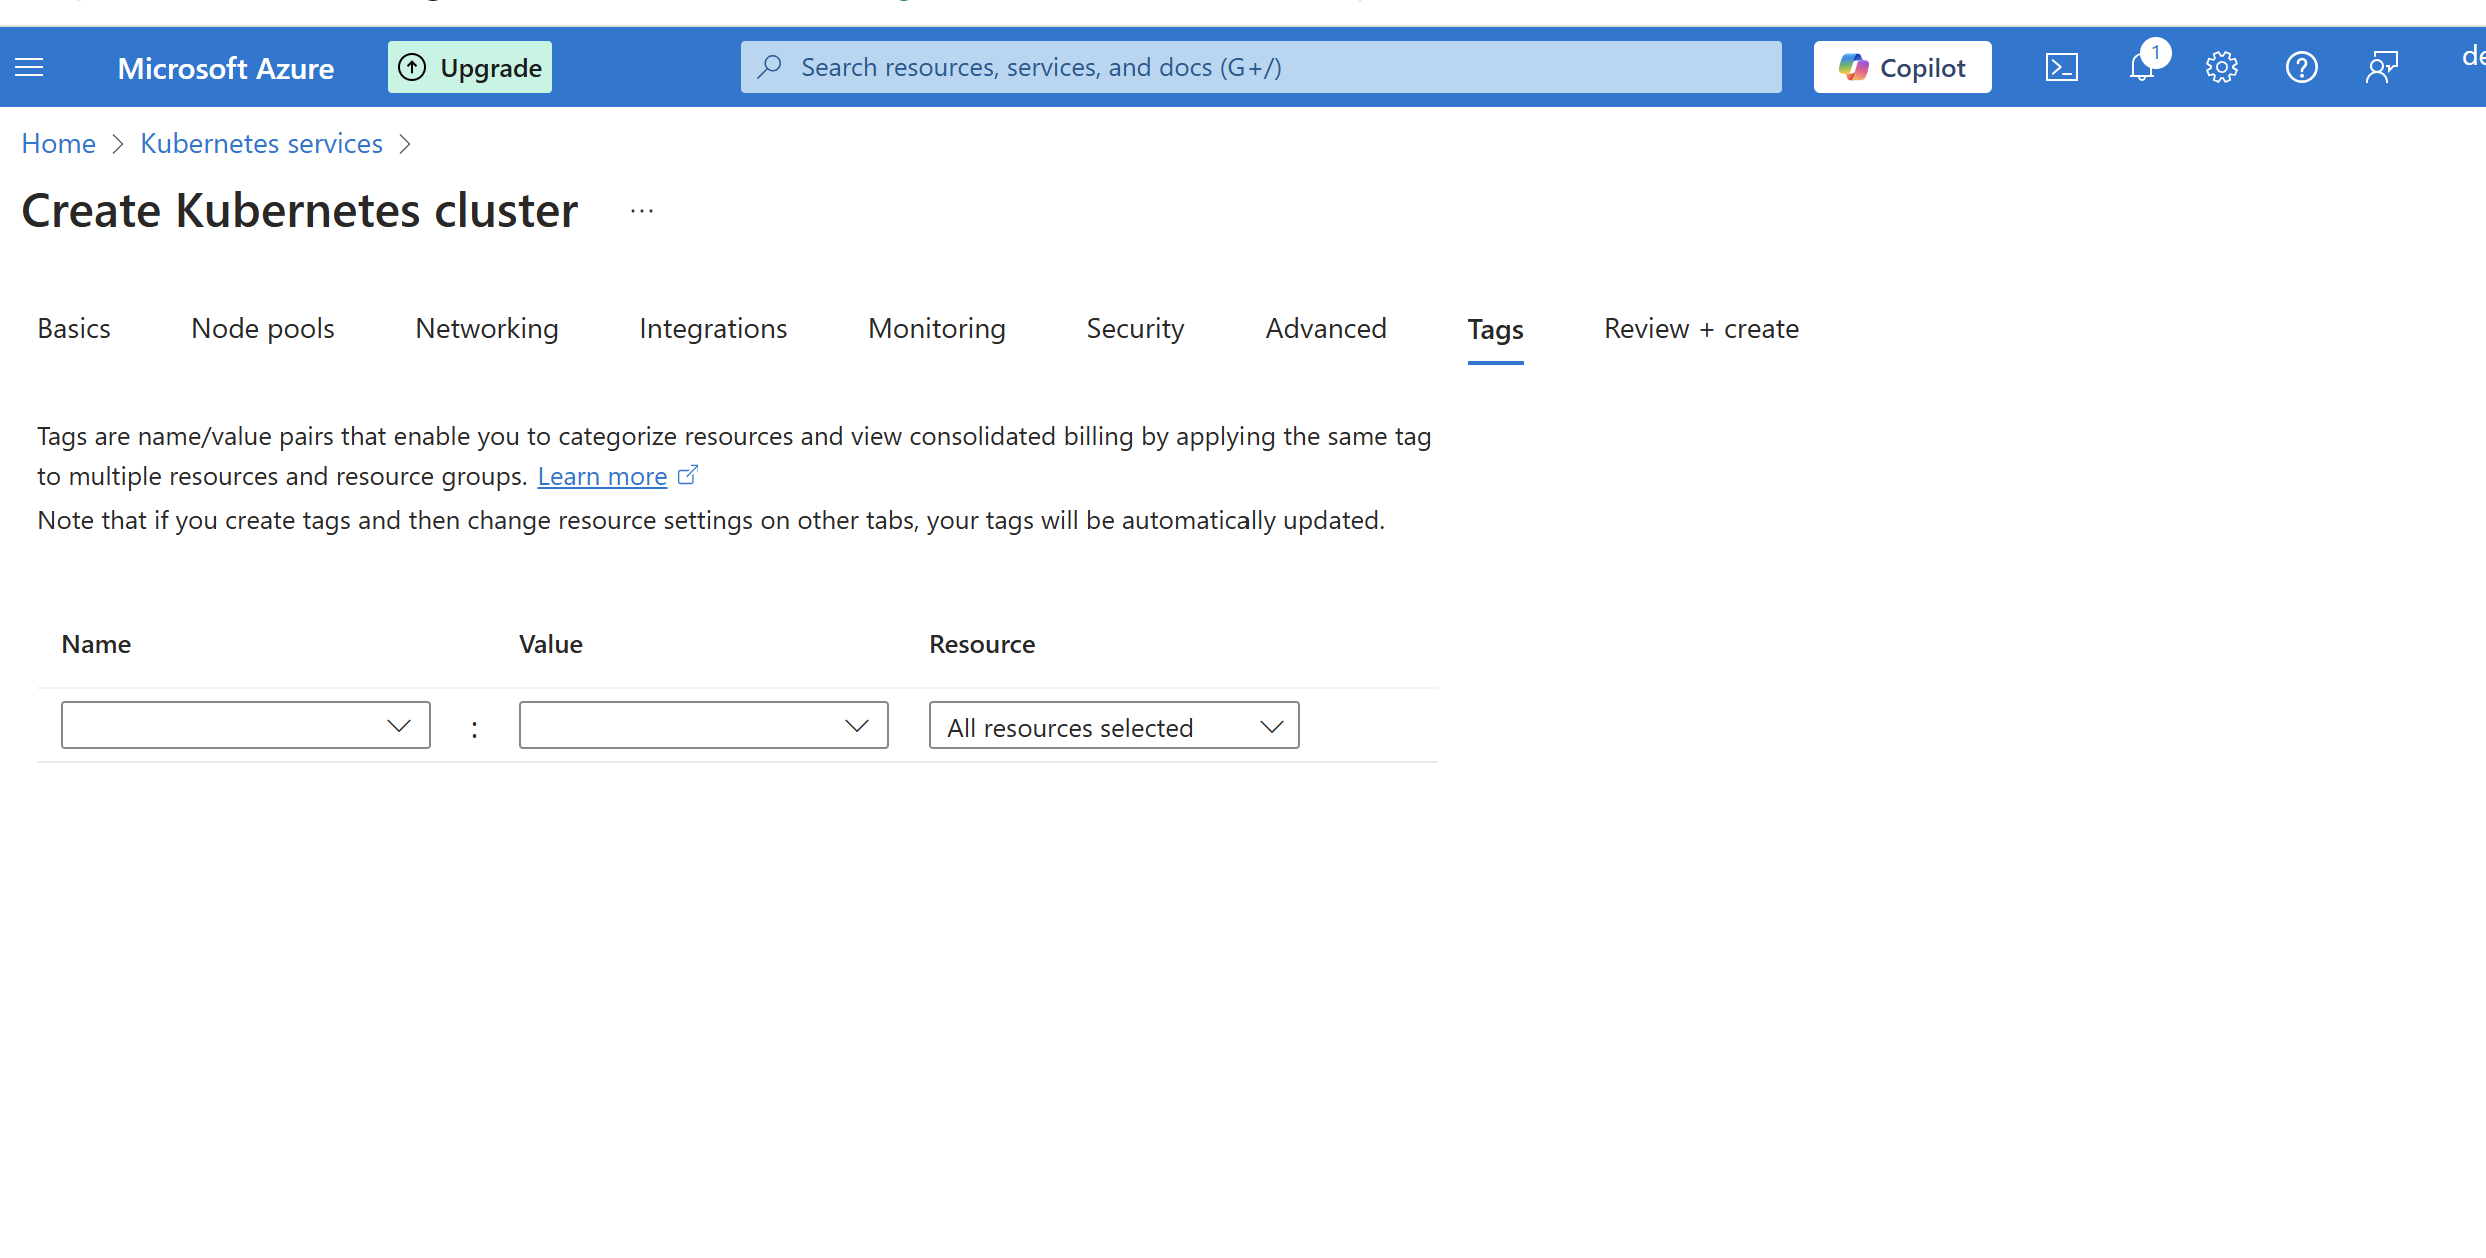 Microsoft Azure
Upgrade
Search resources, services, and docs (G+/)
Copilot
1
Home > Kubernetes services >
Create Kubernetes cluster ...
Basics
Node pools
Networking
Integrations
Monitoring
Security
Advanced
Tags
Review + create
Tags are name/value pairs that enable you to categorize resources and view consolidated billing by applying the same tag
to multiple resources and resource groups. Learn more
Note that if you create tags and then change resource settings on other tabs, your tags will be automatically updated.
Name
Value
Resource
:
All resources selected